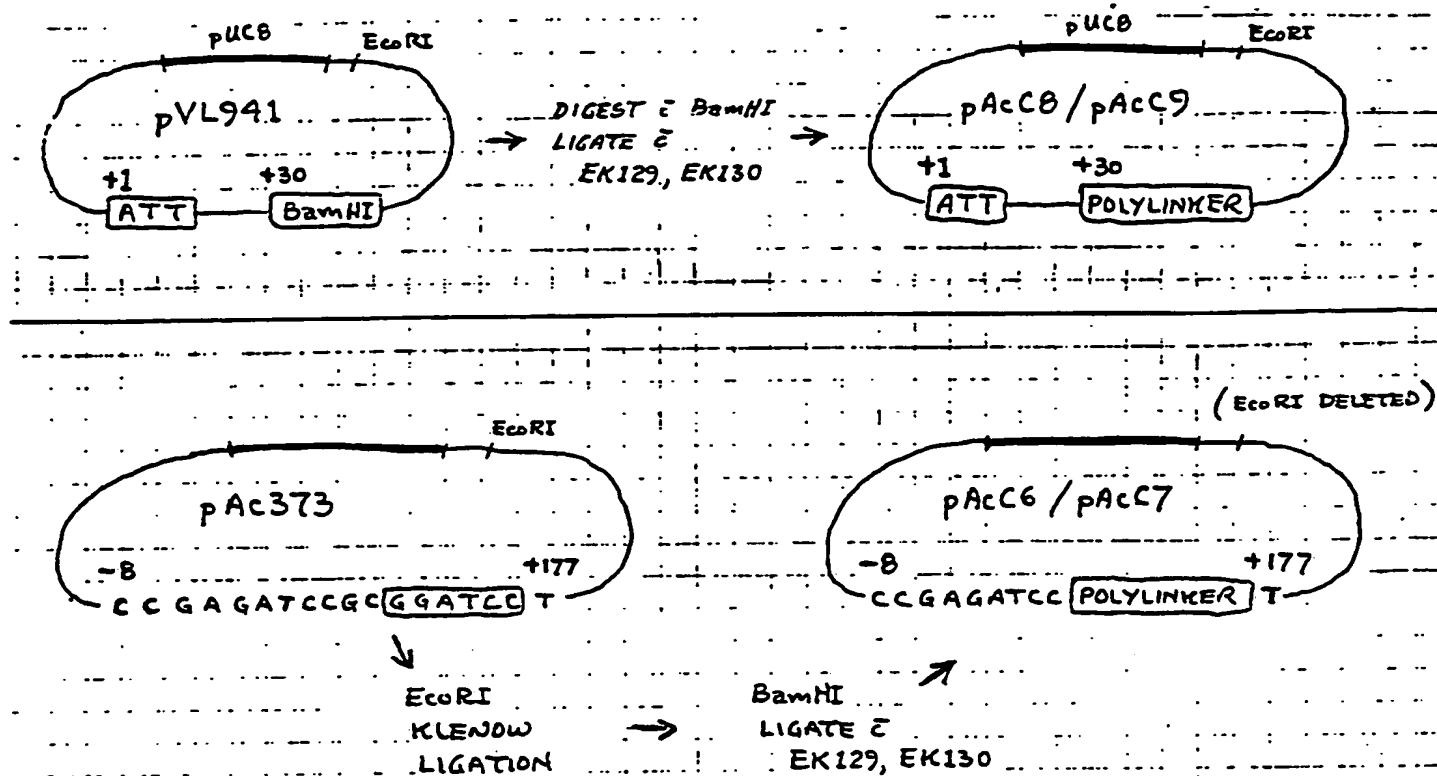 pUC8 EcoRI
pVL941
+1 +30
ATT BamHI
→ DIGEST c̄ BamHI →
LIGATE c̄
EK129, EK130
pUC8 EcoRI
pAcC8/pAcC9
+1 +30
ATT POLYLINKER
EcoRI
pAc373
-8 +177
CCGAGATCCGCGGATCCT
EcoRI
KLENOW
LIGATION
→
BamHI
LIGATE c̄
EK129, EK130
(EcoRI DELETED)
pAcC6/pAcC7
-8 +177
CCGAGATCC POLYLINKER T